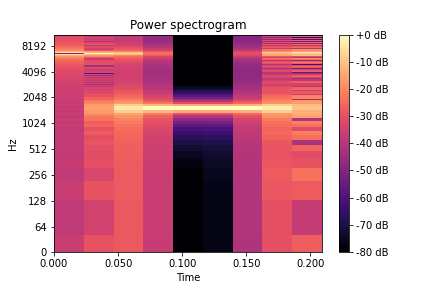 Power spectrogram
8192
4096
2048
1024
512
256
128
64
0
Hz
0.000 0.050 0.100 0.150 0.200
Time
+0 dB
-10 dB
-20 dB
-30 dB
-40 dB
-50 dB
-60 dB
-70 dB
-80 dB